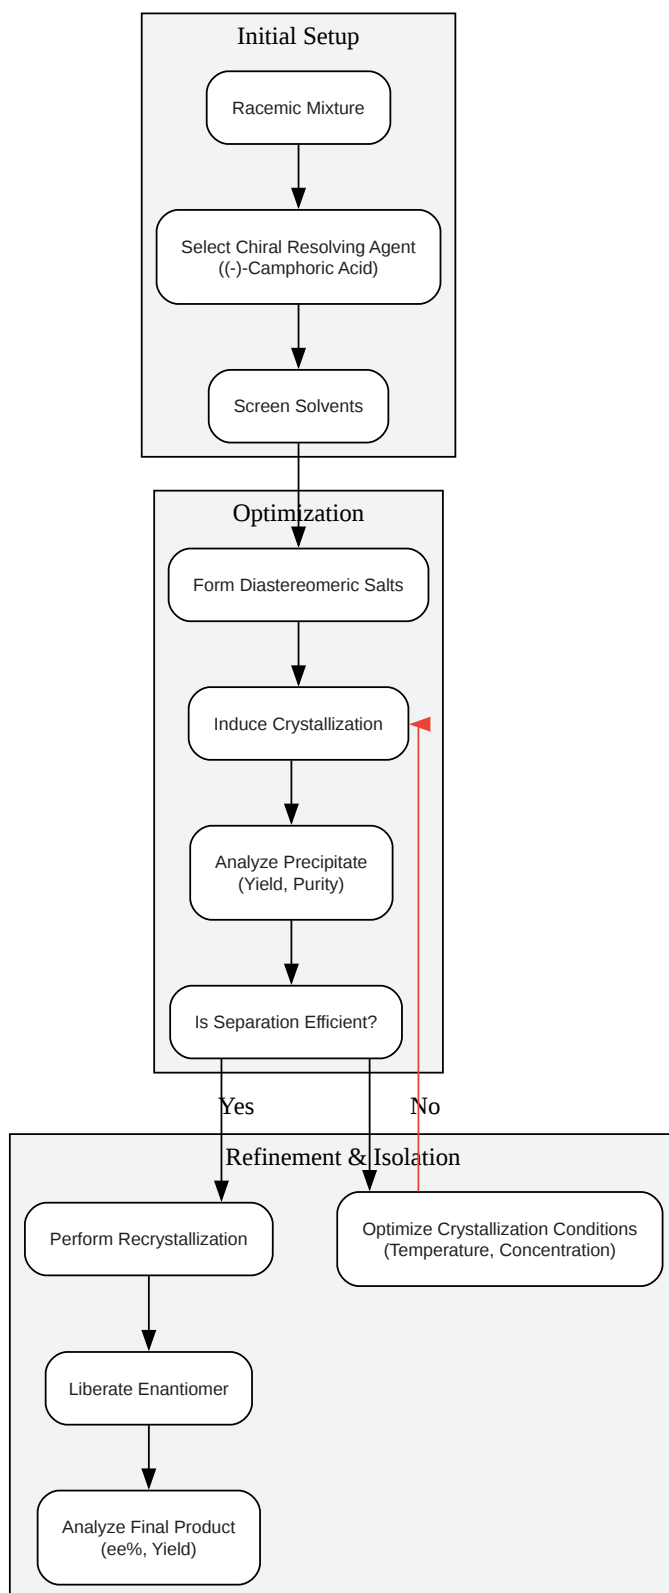 Initial Setup
Racemic Mixture
Select Chiral Resolving Agent
((-)-Camphoric Acid)
Screen Solvents
Optimization
Form Diastereomeric Salts
Induce Crystallization
Analyze Precipitate
(Yield, Purity)
Is Separation Efficient?
Yes
No
Refinement & Isolation
Perform Recrystallization
Optimize Crystallization Conditions
(Temperature, Concentration)
Liberate Enantiomer
Analyze Final Product
(ee%, Yield)